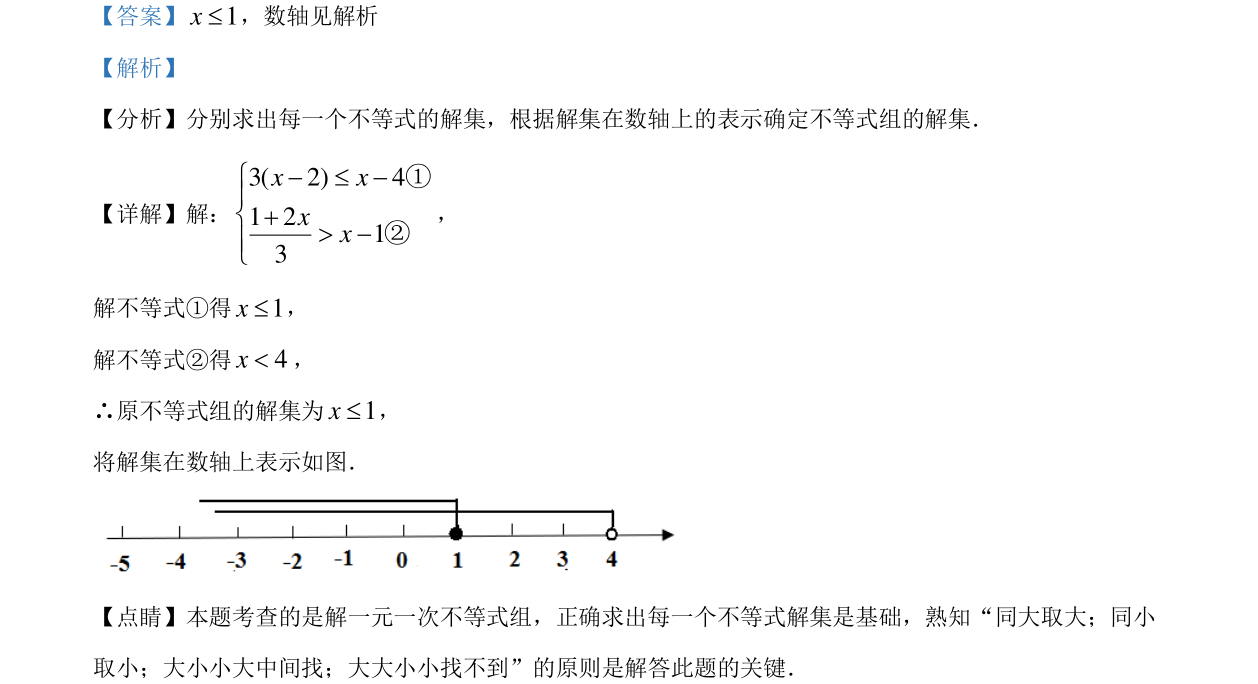 【答案】x≤1，数轴见解析
【解析】
【分析】分别求出每一个不等式的解集，根据解集在数轴上的表示确定不等式组的解集．
【详解】解：{3(x−2)≤x−4① (1+2x)/3>x−1②，
解不等式①得x≤1，
解不等式②得x<4，
∴原不等式组的解集为x≤1，
将解集在数轴上表示如图．
-5 -4 -3 -2 -1 0 1 2 3 4
【点睛】本题考查的是解一元一次不等式组，正确求出每一个不等式解集是基础，熟知“同大取大；同小
取小；大小小大中间找；大大小小找不到”的原则是解答此题的关键．